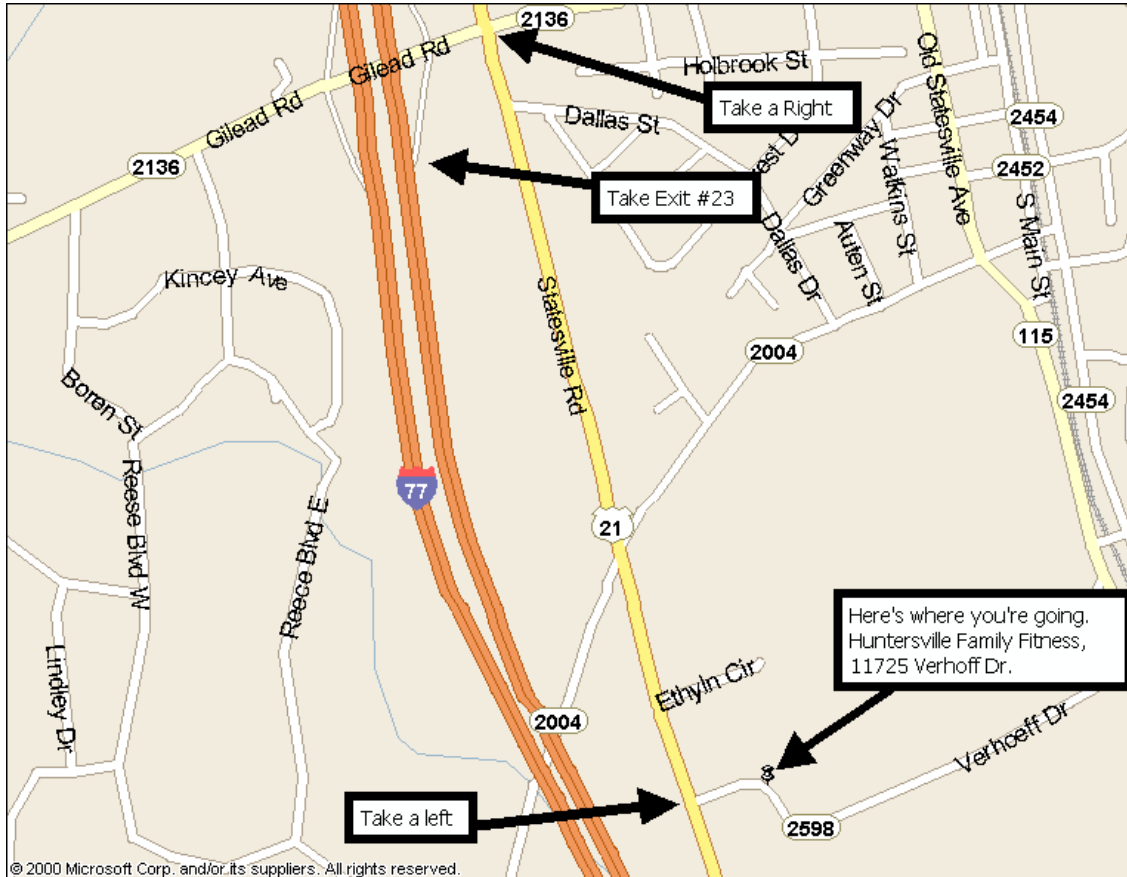 2136
Gilead Rd
Gilead Rd
2136
Holbrook St
Take a Right
Dallas St
Greenway Dr
Old Statesville Ave
2454
Walkins St
2452
Take Exit #23
S Main St
Dallas Dr
Auten St
Kincey Ave
Statesville Rd
115
2004
Boren St
2454
Reese Blvd W
77
Reece Blvd E
21
Here's where you're going.
Huntersville Family Fitness,
11725 Verhoff Dr.
Lindley Dr
Ethyln Cir
2004
Verhoeff Dr
Take a left
2598
© 2000 Microsoft Corp. and/or its suppliers. All rights reserved.